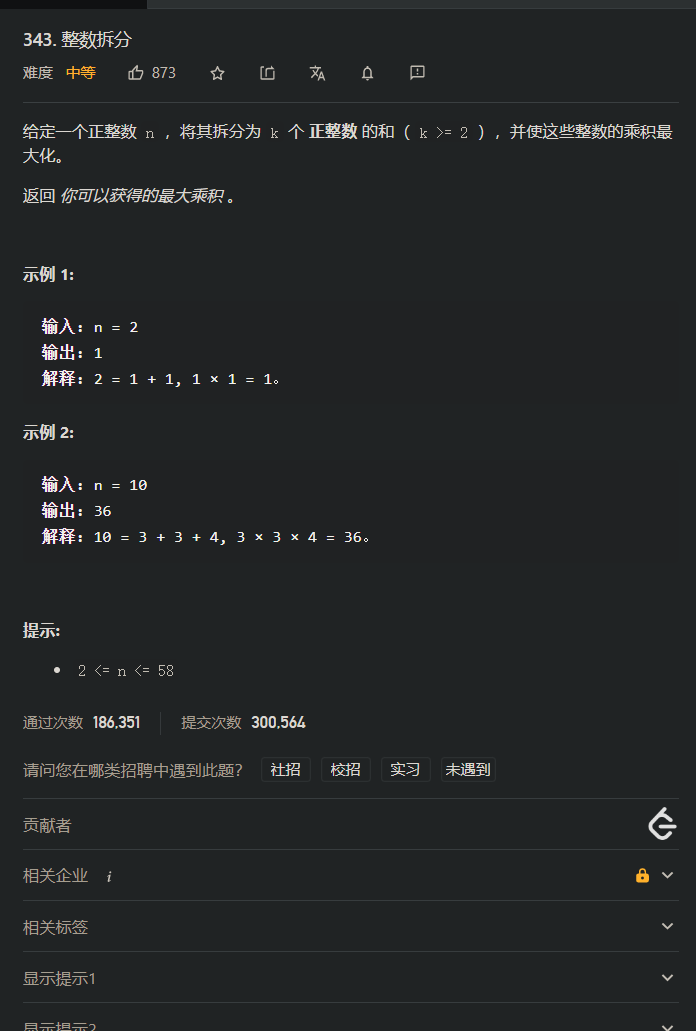 343. 整数拆分
难度 中等 873
给定一个正整数 n ，将其拆分为 k 个 正整数 的和（ k >= 2 ），并使这些整数的乘积最
大化。
返回 你可以获得的最大乘积 。
示例 1:
输入: n = 2
输出: 1
解释: 2 = 1 + 1, 1 × 1 = 1。
示例 2:
输入: n = 10
输出: 36
解释: 10 = 3 + 3 + 4, 3 × 3 × 4 = 36。
提示:
2 <= n <= 58
通过次数 186,351 提交次数 300,564
请问您在哪类招聘中遇到此题？ 社招 校招 实习 未遇到
贡献者
相关企业 i
相关标签
显示提示1
显示提示2